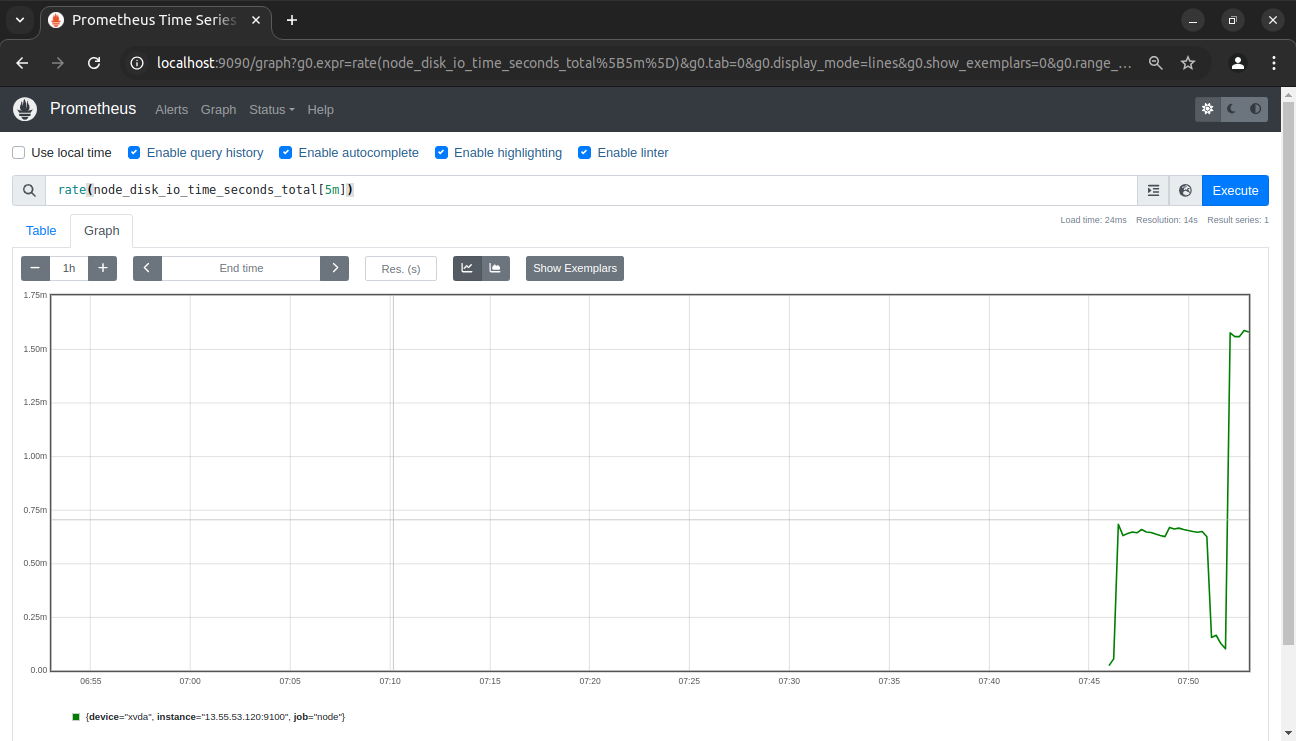 Prometheus Time Series
localhost:9090/graph?g0.expr=rate(node_disk_io_time_seconds_total%5B5m%5D)&g0.tab=0&g0.display_mode=lines&g0.show_exemplars=0&g0.range_...
Prometheus Alerts Graph Status Help
Use local time Enable query history Enable autocomplete Enable highlighting Enable linter
rate(node_disk_io_time_seconds_total[5m]) Execute
Load time: 24ms Resolution: 14s Result series: 1
Table Graph
1h End time Res. (s) Show Exemplars
1.75m
1.50m
1.25m
1.00m
0.75m
0.50m
0.25m
0.00
06:55 07:00 07:05 07:10 07:15 07:20 07:25 07:30 07:35 07:40 07:45 07:50
{device="xvda", instance="13.55.53.120:9100", job="node"}